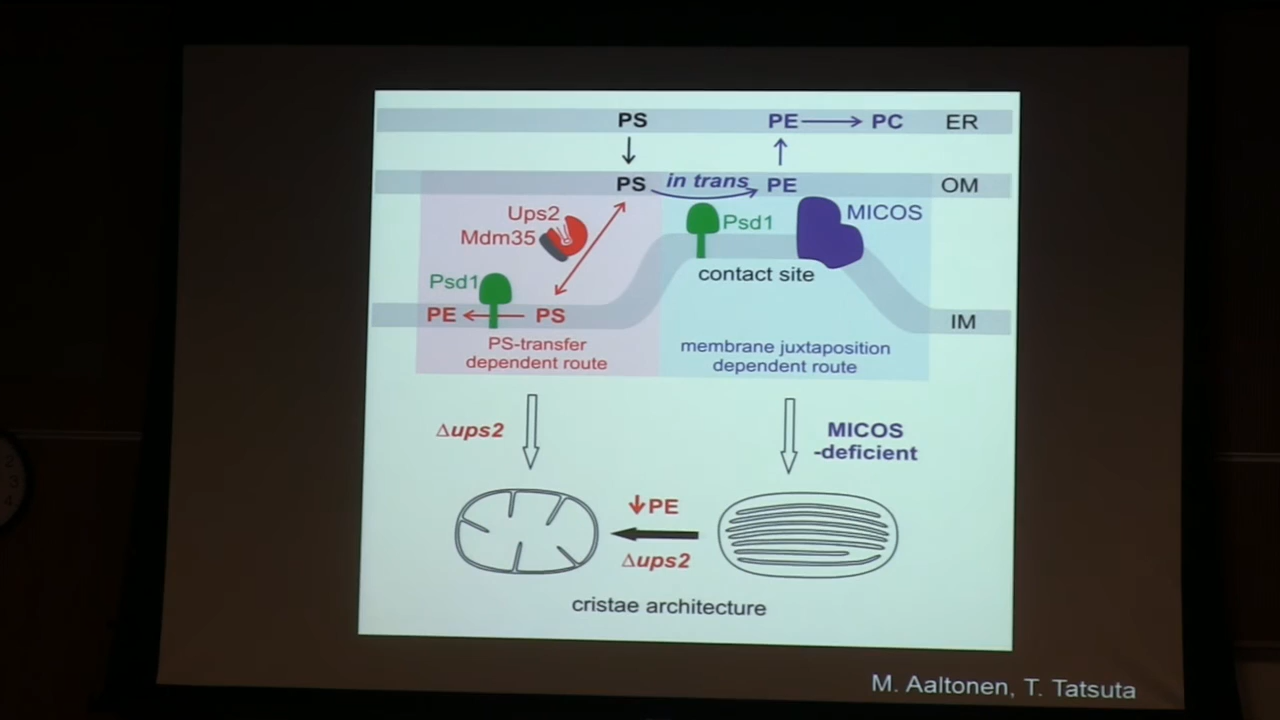 PS
PE → PC
ER
PS
in trans
PE
OM
Ups2
Mdm35
Psd1
MICOS
Psd1
contact site
PE ← PS
IM
PS-transfer
dependent route
membrane juxtaposition
dependent route
Δups2
MICOS
-deficient
↓PE
Δups2
cristae architecture
M. Aaltonen, T. Tatsuta